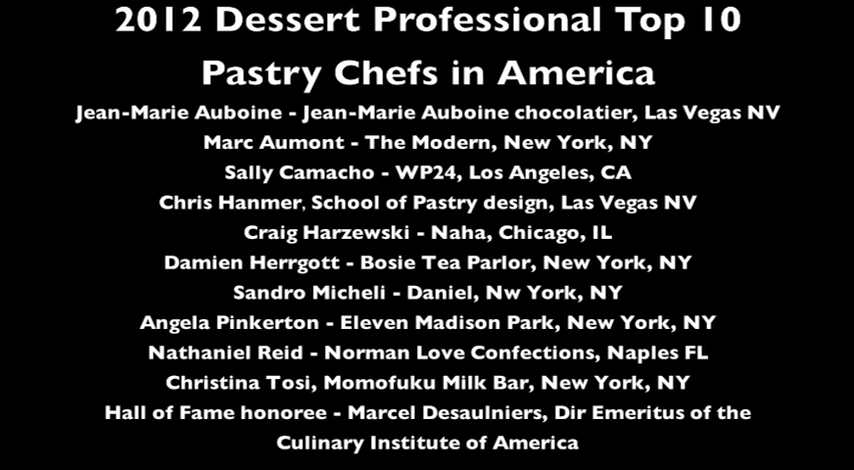 2012 Dessert Professional Top 10
Pastry Chefs in America
Jean-Marie Auboine - Jean-Marie Auboine chocolatier, Las Vegas NV
Marc Aumont - The Modern, New York, NY
Sally Camacho - WP24, Los Angeles, CA
Chris Hanmer, School of Pastry design, Las Vegas NV
Craig Harzewski - Naha, Chicago, IL
Damien Herrgott - Bosie Tea Parlor, New York, NY
Sandro Micheli - Daniel, Nw York, NY
Angela Pinkerton - Eleven Madison Park, New York, NY
Nathaniel Reid - Norman Love Confections, Naples FL
Christina Tosi, Momofuku Milk Bar, New York, NY
Hall of Fame honoree - Marcel Desaulniers, Dir Emeritus of the
Culinary Institute of America